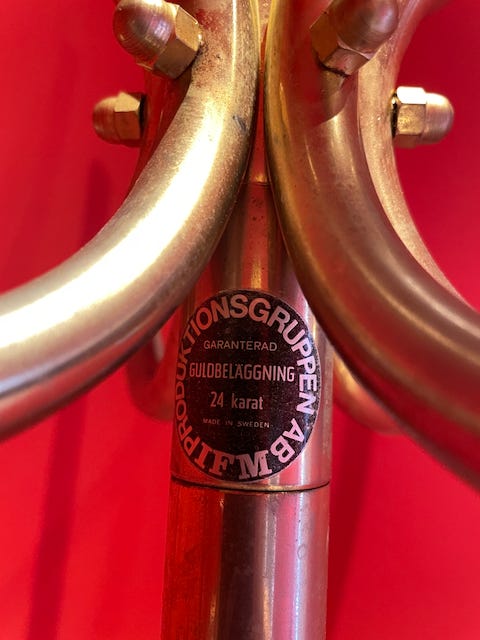 PRODUKTIONSGRUPPEN AB
GARANTERAD
GULDBELÄGGNING
24 karat
MADE IN SWEDEN
IFM